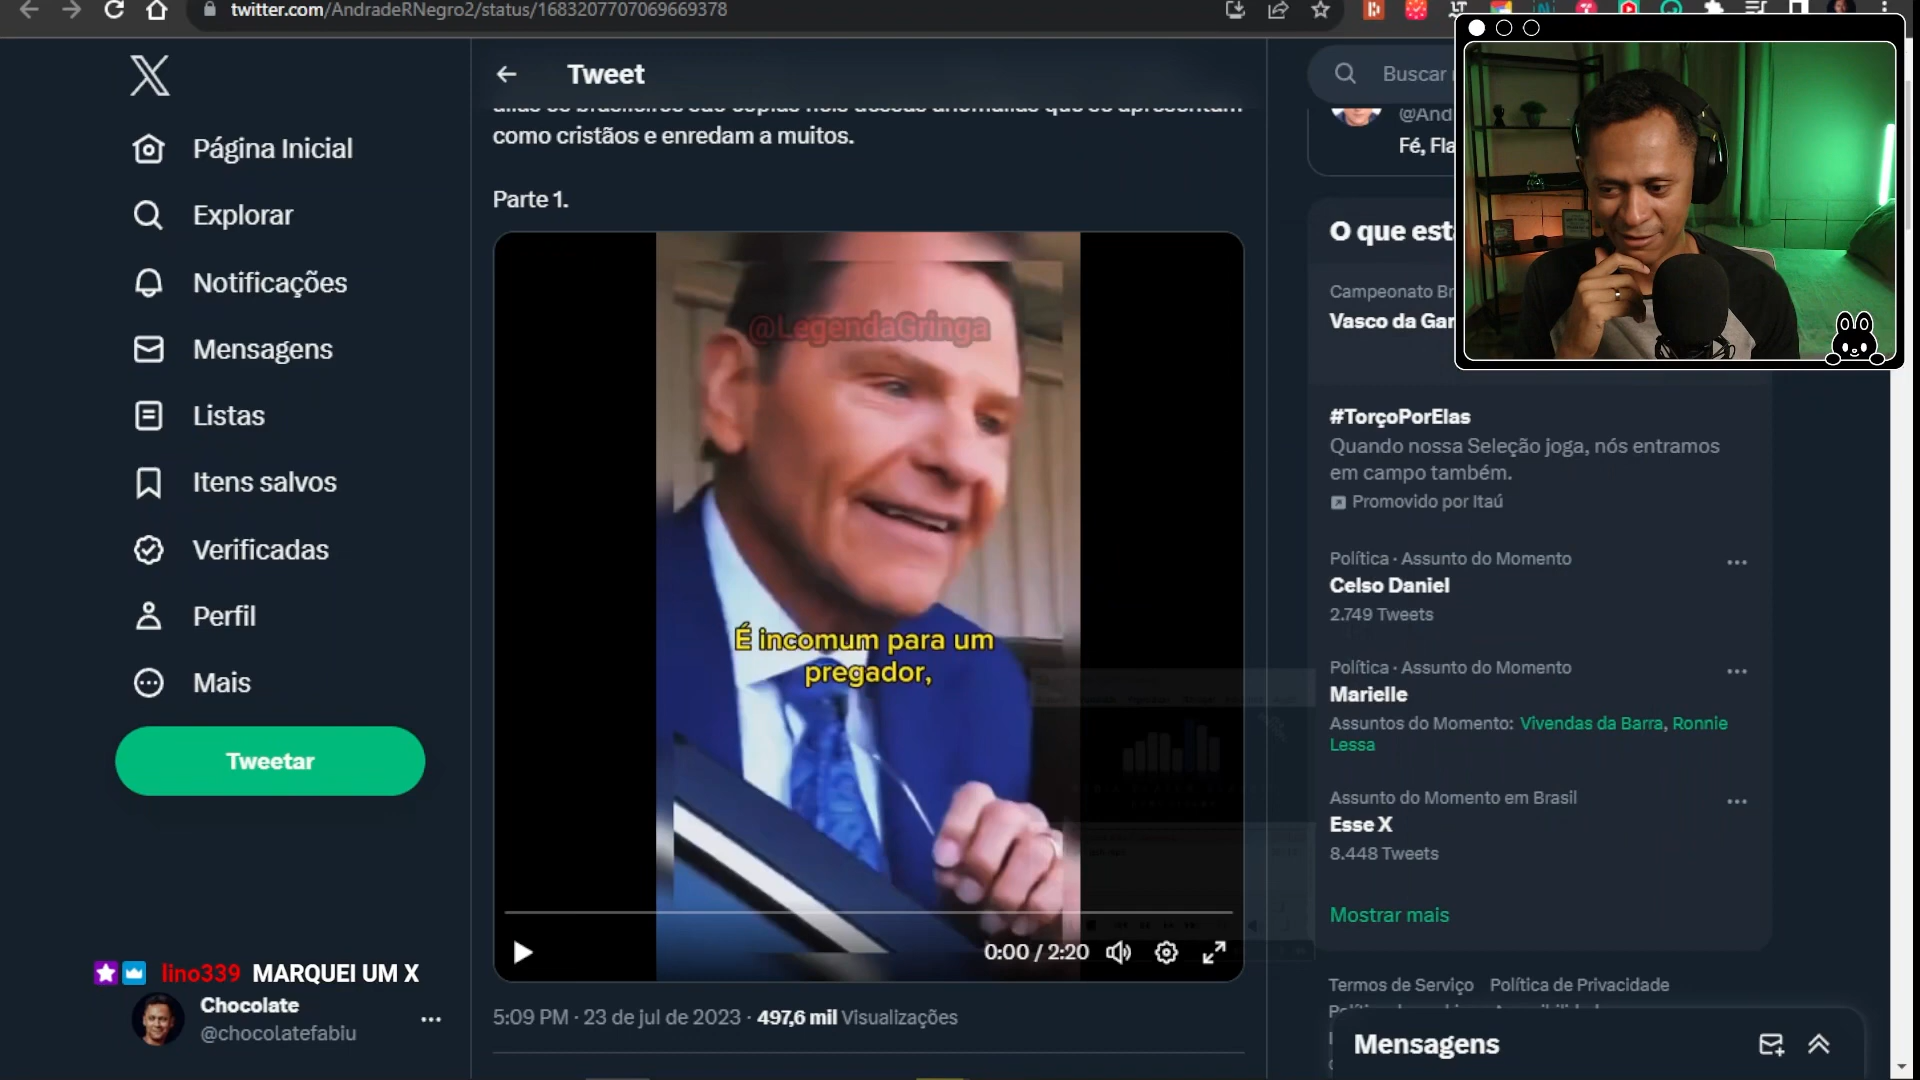 twitter.com/AndradeRNegro2/status/1683207707069669378
Tweet
Buscar
como cristãos e enredam a muitos.
@And
Fé, Fla
Parte 1.
Página Inicial
Explorar
Notificações
Mensagens
Listas
Itens salvos
Verificadas
Perfil
Mais
Tweetar
@LegendaGringa
É incomum para um
pregador,
0:00 / 2:20
5:09 PM · 23 de jul de 2023 · 497,6 mil Visualizações
lino339 MARQUEI UM X
Chocolate
@chocolatefabiu
O que est
Campeonato Br
Vasco da Gar
#TorçoPorElas
Quando nossa Seleção joga, nós entramos
em campo também.
Promovido por Itaú
Política · Assunto do Momento
Celso Daniel
2.749 Tweets
Política · Assunto do Momento
Marielle
Assuntos do Momento: Vivendas da Barra, Ronnie
Lessa
Assunto do Momento em Brasil
Esse X
8.448 Tweets
Mostrar mais
Termos de Serviço Política de Privacidade
Mensagens